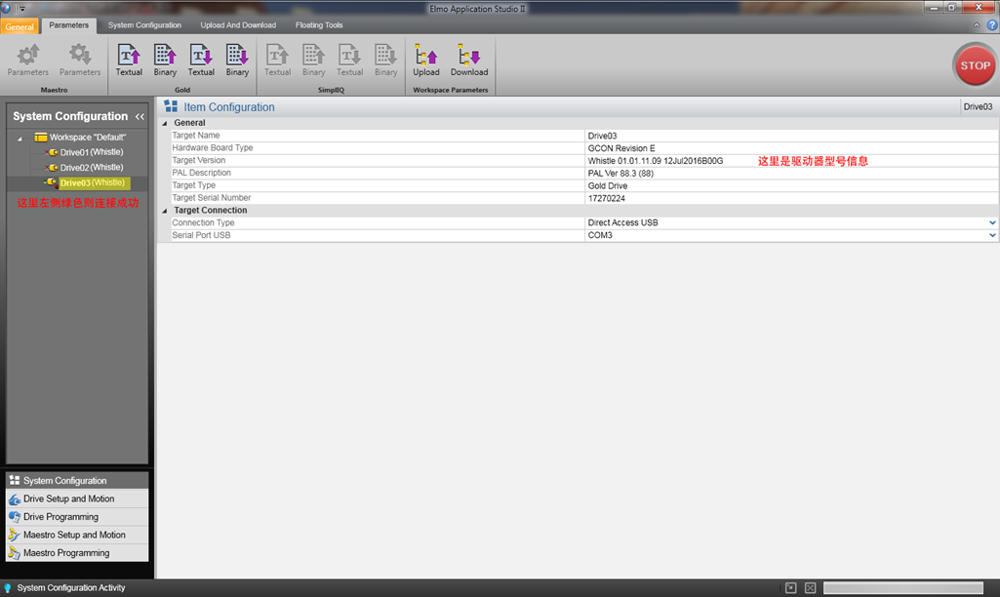 Elmo Application Studio II
General
Parameters
System Configuration
Upload And Download
Floating Tools
Parameters
Parameters
Textual
Binary
Textual
Binary
Textual
Binary
Textual
Binary
Upload
Download
Maestro
Gold
SimplIQ
Workspace Parameters
STOP
System Configuration
Workspace "Default"
Drive01 (Whistle)
Drive02 (Whistle)
Drive03 (Whistle)
这里左侧绿色则连接成功
Item Configuration
Drive03
General
Target Name Drive03
Hardware Board Type GCON Revision E
Target Version Whistle 01.01.11.09 12Jul2016B00G 这里是驱动器型号信息
PAL Description PAL Ver 88.3 (88)
Target Type Gold Drive
Target Serial Number 17270224
Target Connection
Connection Type Direct Access USB
Serial Port USB COM3
System Configuration
Drive Setup and Motion
Drive Programming
Maestro Setup and Motion
Maestro Programming
System Configuration Activity